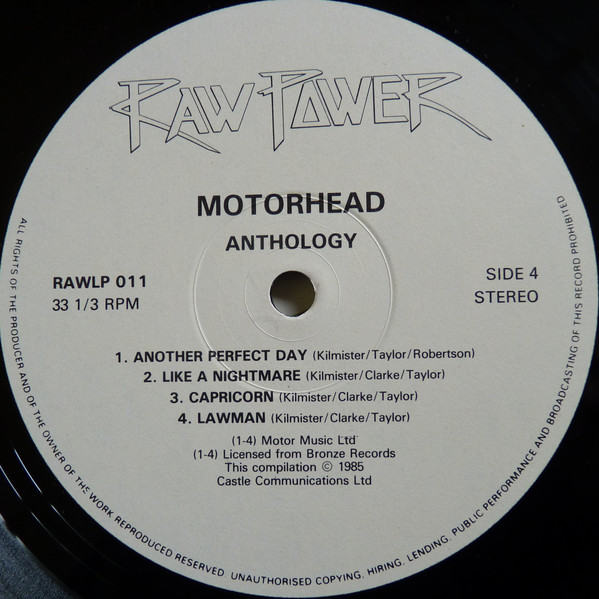 RAW POWER
MOTORHEAD
ANTHOLOGY
RAWLP 011
33 1/3 RPM
SIDE 4
STEREO
1. ANOTHER PERFECT DAY (Kilmister/Taylor/Robertson)
2. LIKE A NIGHTMARE (Kilmister/Clarke/Taylor)
3. CAPRICORN (Kilmister/Clarke/Taylor)
4. LAWMAN (Kilmister/Clarke/Taylor)
(1-4) Motor Music Ltd
(1-4) Licensed from Bronze Records
This compilation © 1985
Castle Communications Ltd
ALL RIGHTS OF THE PRODUCER AND OF THE OWNER OF THE WORK REPRODUCED RESERVED. UNAUTHORISED COPYING, HIRING, LENDING, PUBLIC PERFORMANCE AND BROADCASTING OF THIS RECORD PROHIBITED